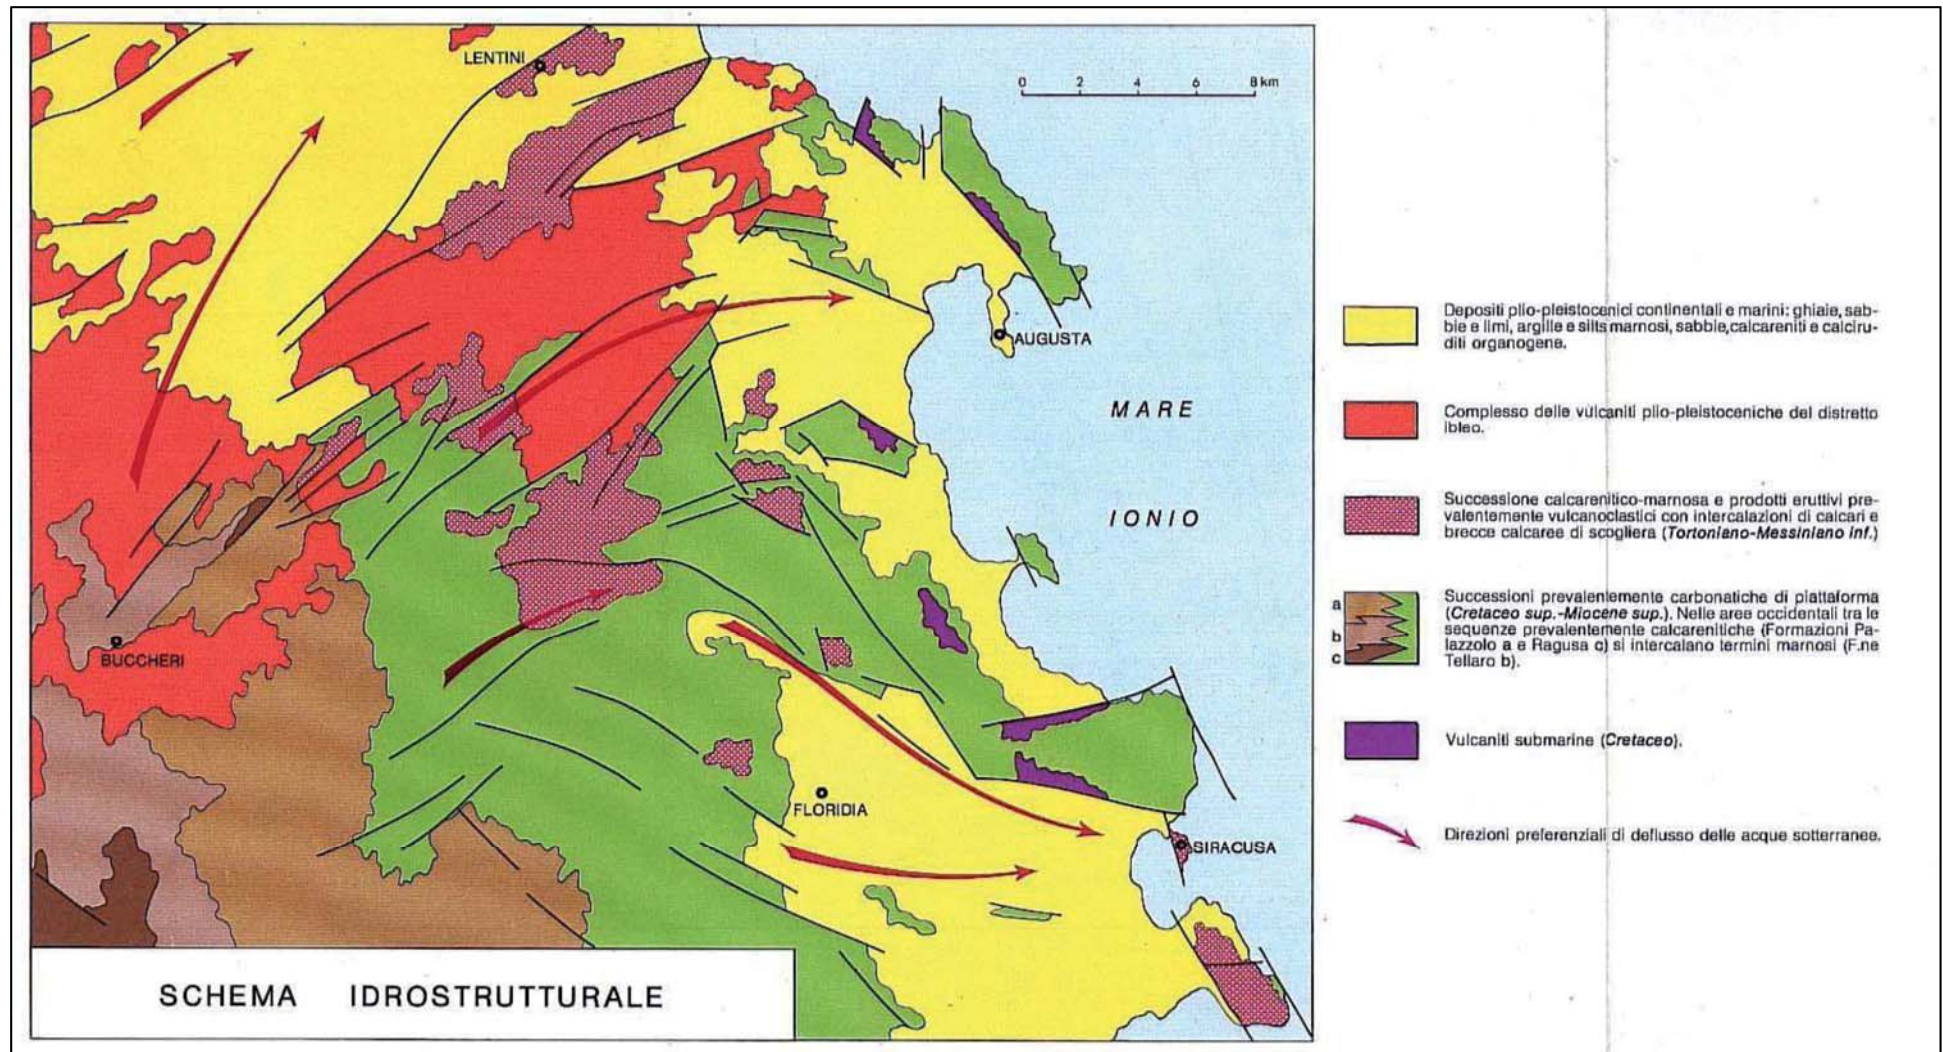 LENTINI
0 2 4 6 8 km
AUGUSTA
MARE
IONIO
BUCCHERI
FLORIDIA
SIRACUSA
SCHEMA IDROSTRUTTURALE
Depositi plio-pleistocenici continentali e marini: ghiaie, sab-
bie e limi, argille e silts marnosi, sabbie, calcareniti e calciru-
diti organogene.
Complesso delle vulcaniti plio-pleistoceniche del distretto
ibleo.
Successione calcarenitico-marnosa e prodotti eruttivi pre-
valentemente vulcanoclastici con intercalazioni di calcari e
brecce calcaree di scogliera (Tortoniano-Messiniano inf.)
a
b
c
Successioni prevalentemente carbonatiche di piattaforma
(Cretaceo sup.-Miocene sup.). Nelle aree occidentali tra le
sequenze prevalentemente calcarenitiche (Formazioni Pa-
lazzolo a e Ragusa c) si intercalano termini marnosi (F.ne
Tellaro b).
Vulcaniti submarine (Cretaceo).
Direzioni preferenziali di deflusso delle acque sotterranee.